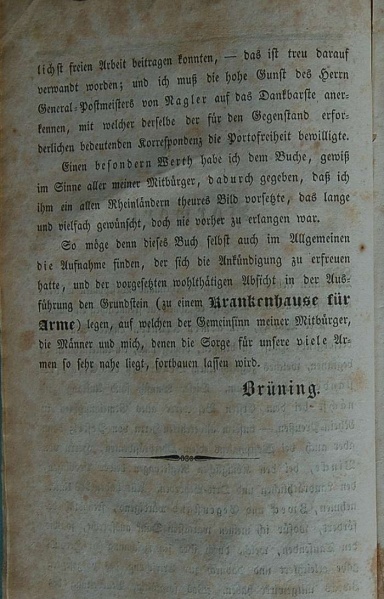 lichst freien Arbeit beitragen konnten, — das ist treu darauf
verwandt worden; und ich muß die hohe Gunst des Herrn
General-Postmeisters von Nagler auf das Dankbarste aner-
kennen, mit welcher derselbe der für den Gegenstand erfor-
derlichen bedeutenden Korrespondenz die Portofreiheit bewilligte.
Einen besondern Werth habe ich dem Buche, gewiß
im Sinne aller meiner Mitbürger, dadurch gegeben, daß ich
ihm ein allen Rheinländern theures Bild vorsetzte, das lange
und vielfach gewünscht, doch nie vorher zu erlangen war.
So möge denn dieses Buch selbst auch im Allgemeinen
die Aufnahme finden, der sich die Ankündigung zu erfreuen
hatte, und der vorgesetzten wohlthätigen Absicht in der Aus-
führung den Grundstein (zu einem Krankenhause für
Arme) legen, auf welchen der Gemeinsinn meiner Mitbürger,
die Männer und mich, denen die Sorge für unsere viele Ar-
men so sehr nahe liegt, fortbauen lassen wird.
Brüning.